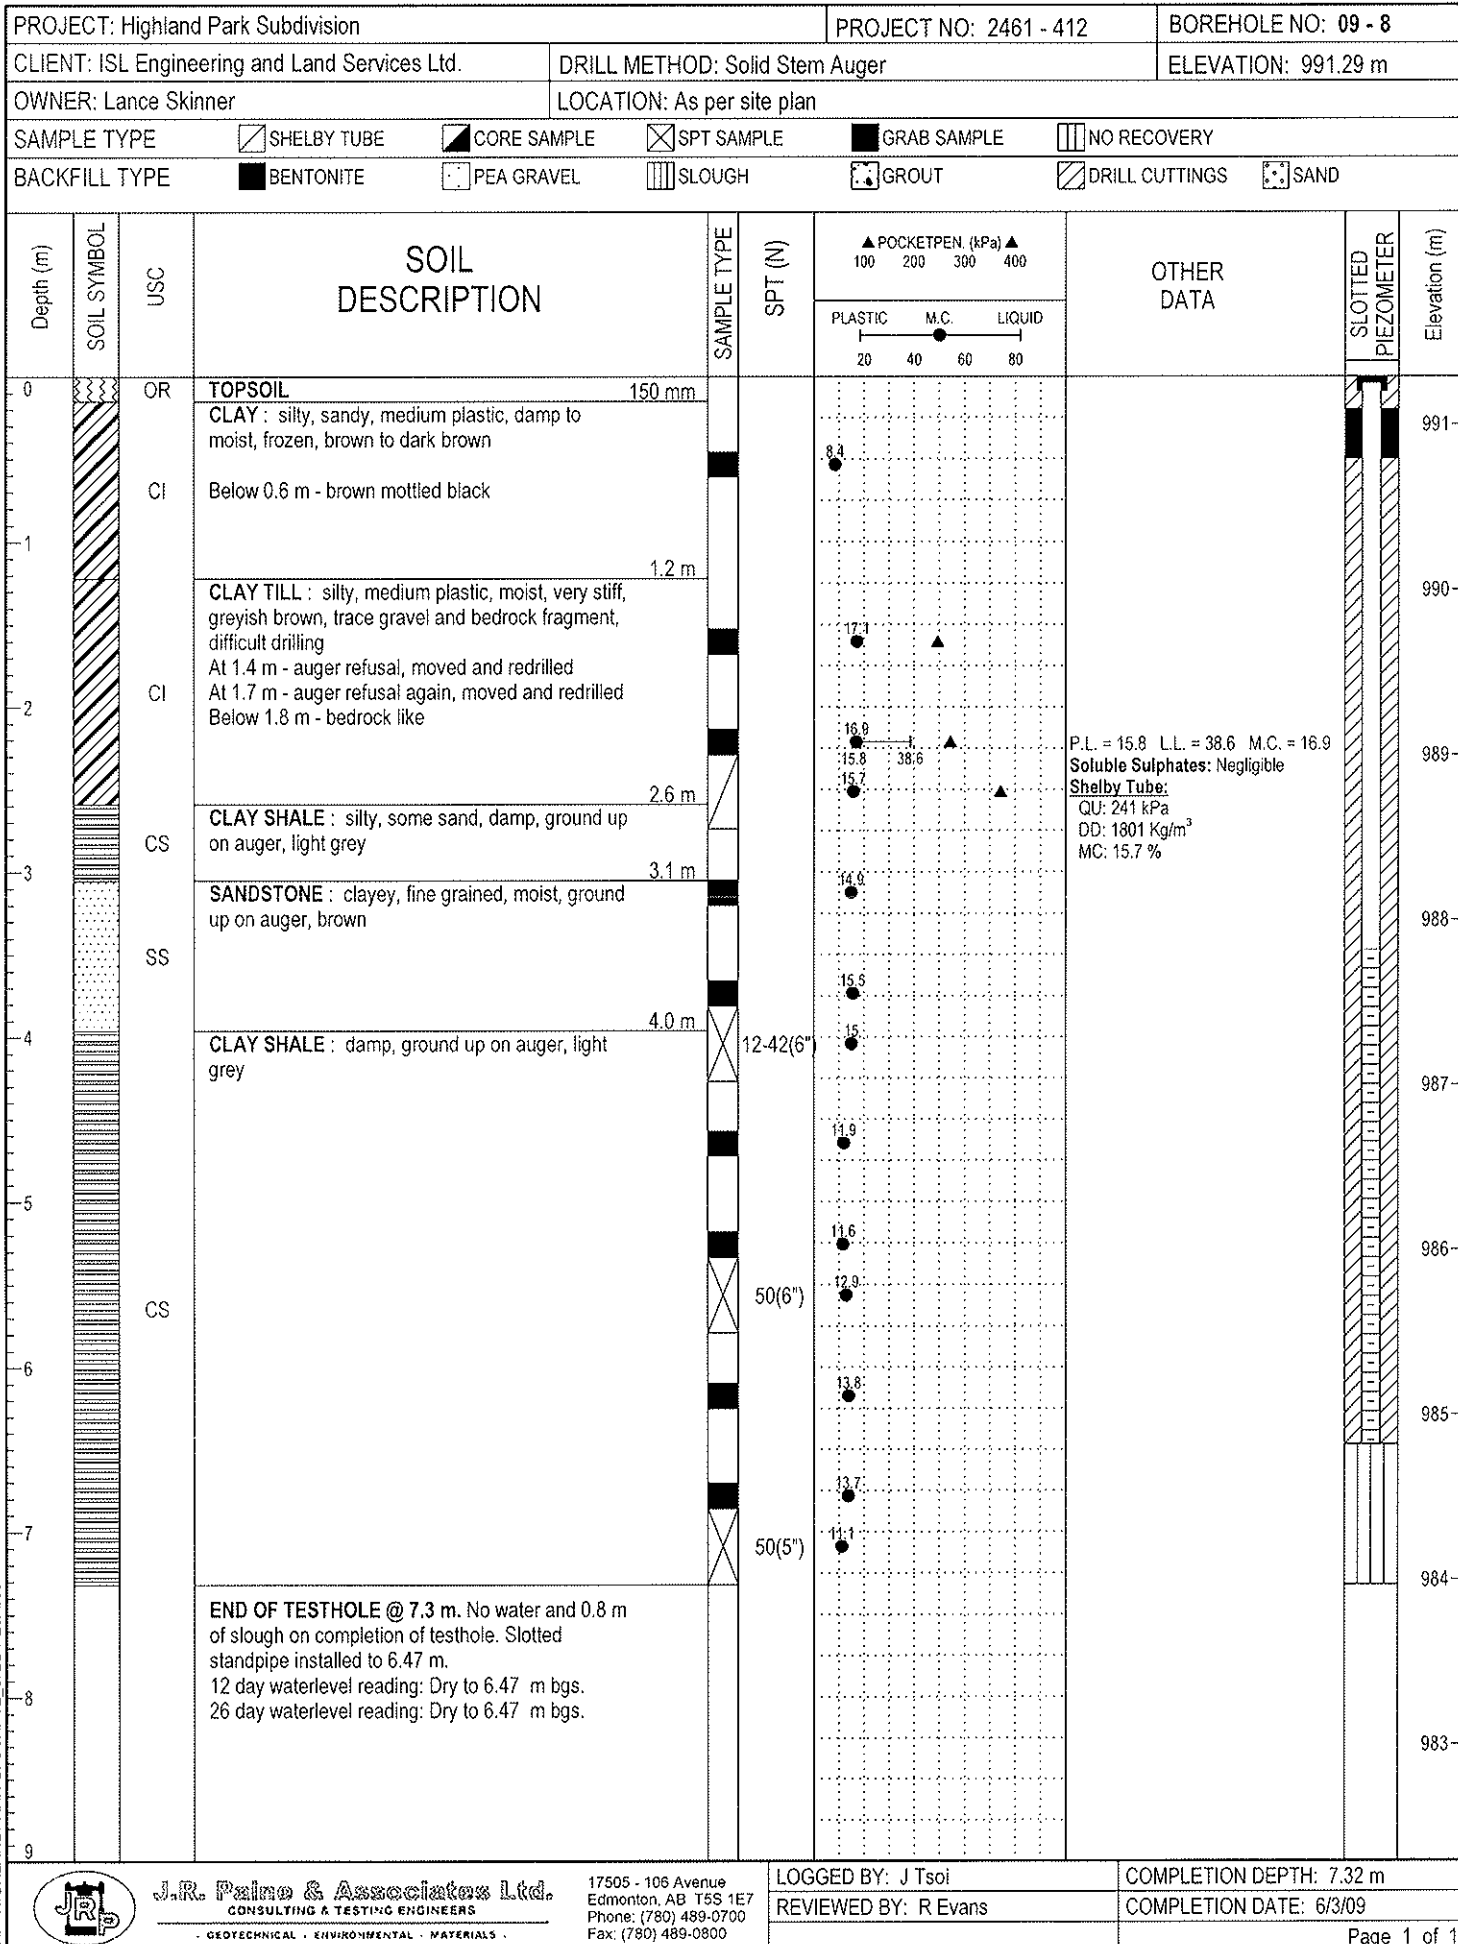 PROJECT: Highland Park Subdivision PROJECT NO: 2461 - 412 BOREHOLE NO: 09 - 8
CLIENT: ISL Engineering and Land Services Ltd. DRILL METHOD: Solid Stem Auger ELEVATION: 991.29 m
OWNER: Lance Skinner LOCATION: As per site plan
SAMPLE TYPE SHELBY TUBE CORE SAMPLE SPT SAMPLE GRAB SAMPLE NO RECOVERY
BACKFILL TYPE BENTONITE PEA GRAVEL SLOUGH GROUT DRILL CUTTINGS SAND
Depth (m)
SOIL SYMBOL
USC
SOIL
DESCRIPTION
SAMPLE TYPE
SPT (N)
▲ POCKETPEN. (kPa) ▲
100 200 300 400
PLASTIC M.C. LIQUID
20 40 60 80
OTHER
DATA
SLOTTED
PIEZOMETER
Elevation (m)
0 OR TOPSOIL 150 mm
CLAY : silty, sandy, medium plastic, damp to
moist, frozen, brown to dark brown
991
8.4
CI Below 0.6 m - brown mottled black
1
1.2 m
CLAY TILL : silty, medium plastic, moist, very stiff,
990
greyish brown, trace gravel and bedrock fragment,
difficult drilling
17.1
At 1.4 m - auger refusal, moved and redrilled
CI At 1.7 m - auger refusal again, moved and redrilled
2
Below 1.8 m - bedrock like
16.9
P.L. = 15.8 L.L. = 38.6 M.C. = 16.9
989
15.8 38.6
Soluble Sulphates: Negligible
15.7
Shelby Tube:
2.6 m
QU: 241 kPa
CLAY SHALE : silty, some sand, damp, ground up
DD: 1801 Kg/m³
CS on auger, light grey
MC: 15.7 %
3
3.1 m
14.9
SANDSTONE : clayey, fine grained, moist, ground
up on auger, brown
988
SS
15.5
4.0 m
15
4
CLAY SHALE : damp, ground up on auger, light
12-42(6")
grey
987
11.9
5
11.6
986
12.9
50(6")
CS
6
13.8
985
13.7
7
11.1
50(5")
984
END OF TESTHOLE @ 7.3 m. No water and 0.8 m
of slough on completion of testhole. Slotted
standpipe installed to 6.47 m.
12 day waterlevel reading: Dry to 6.47 m bgs.
8
26 day waterlevel reading: Dry to 6.47 m bgs.
983
9
JRP
J.R. Paine & Associates Ltd.
CONSULTING & TESTING ENGINEERS
- GEOTECHNICAL - ENVIRONMENTAL - MATERIALS -
17505 - 106 Avenue
Edmonton, AB T5S 1E7
Phone: (780) 489-0700
Fax: (780) 489-0800
LOGGED BY: J Tsoi
REVIEWED BY: R Evans
COMPLETION DEPTH: 7.32 m
COMPLETION DATE: 6/3/09
Page 1 of 1